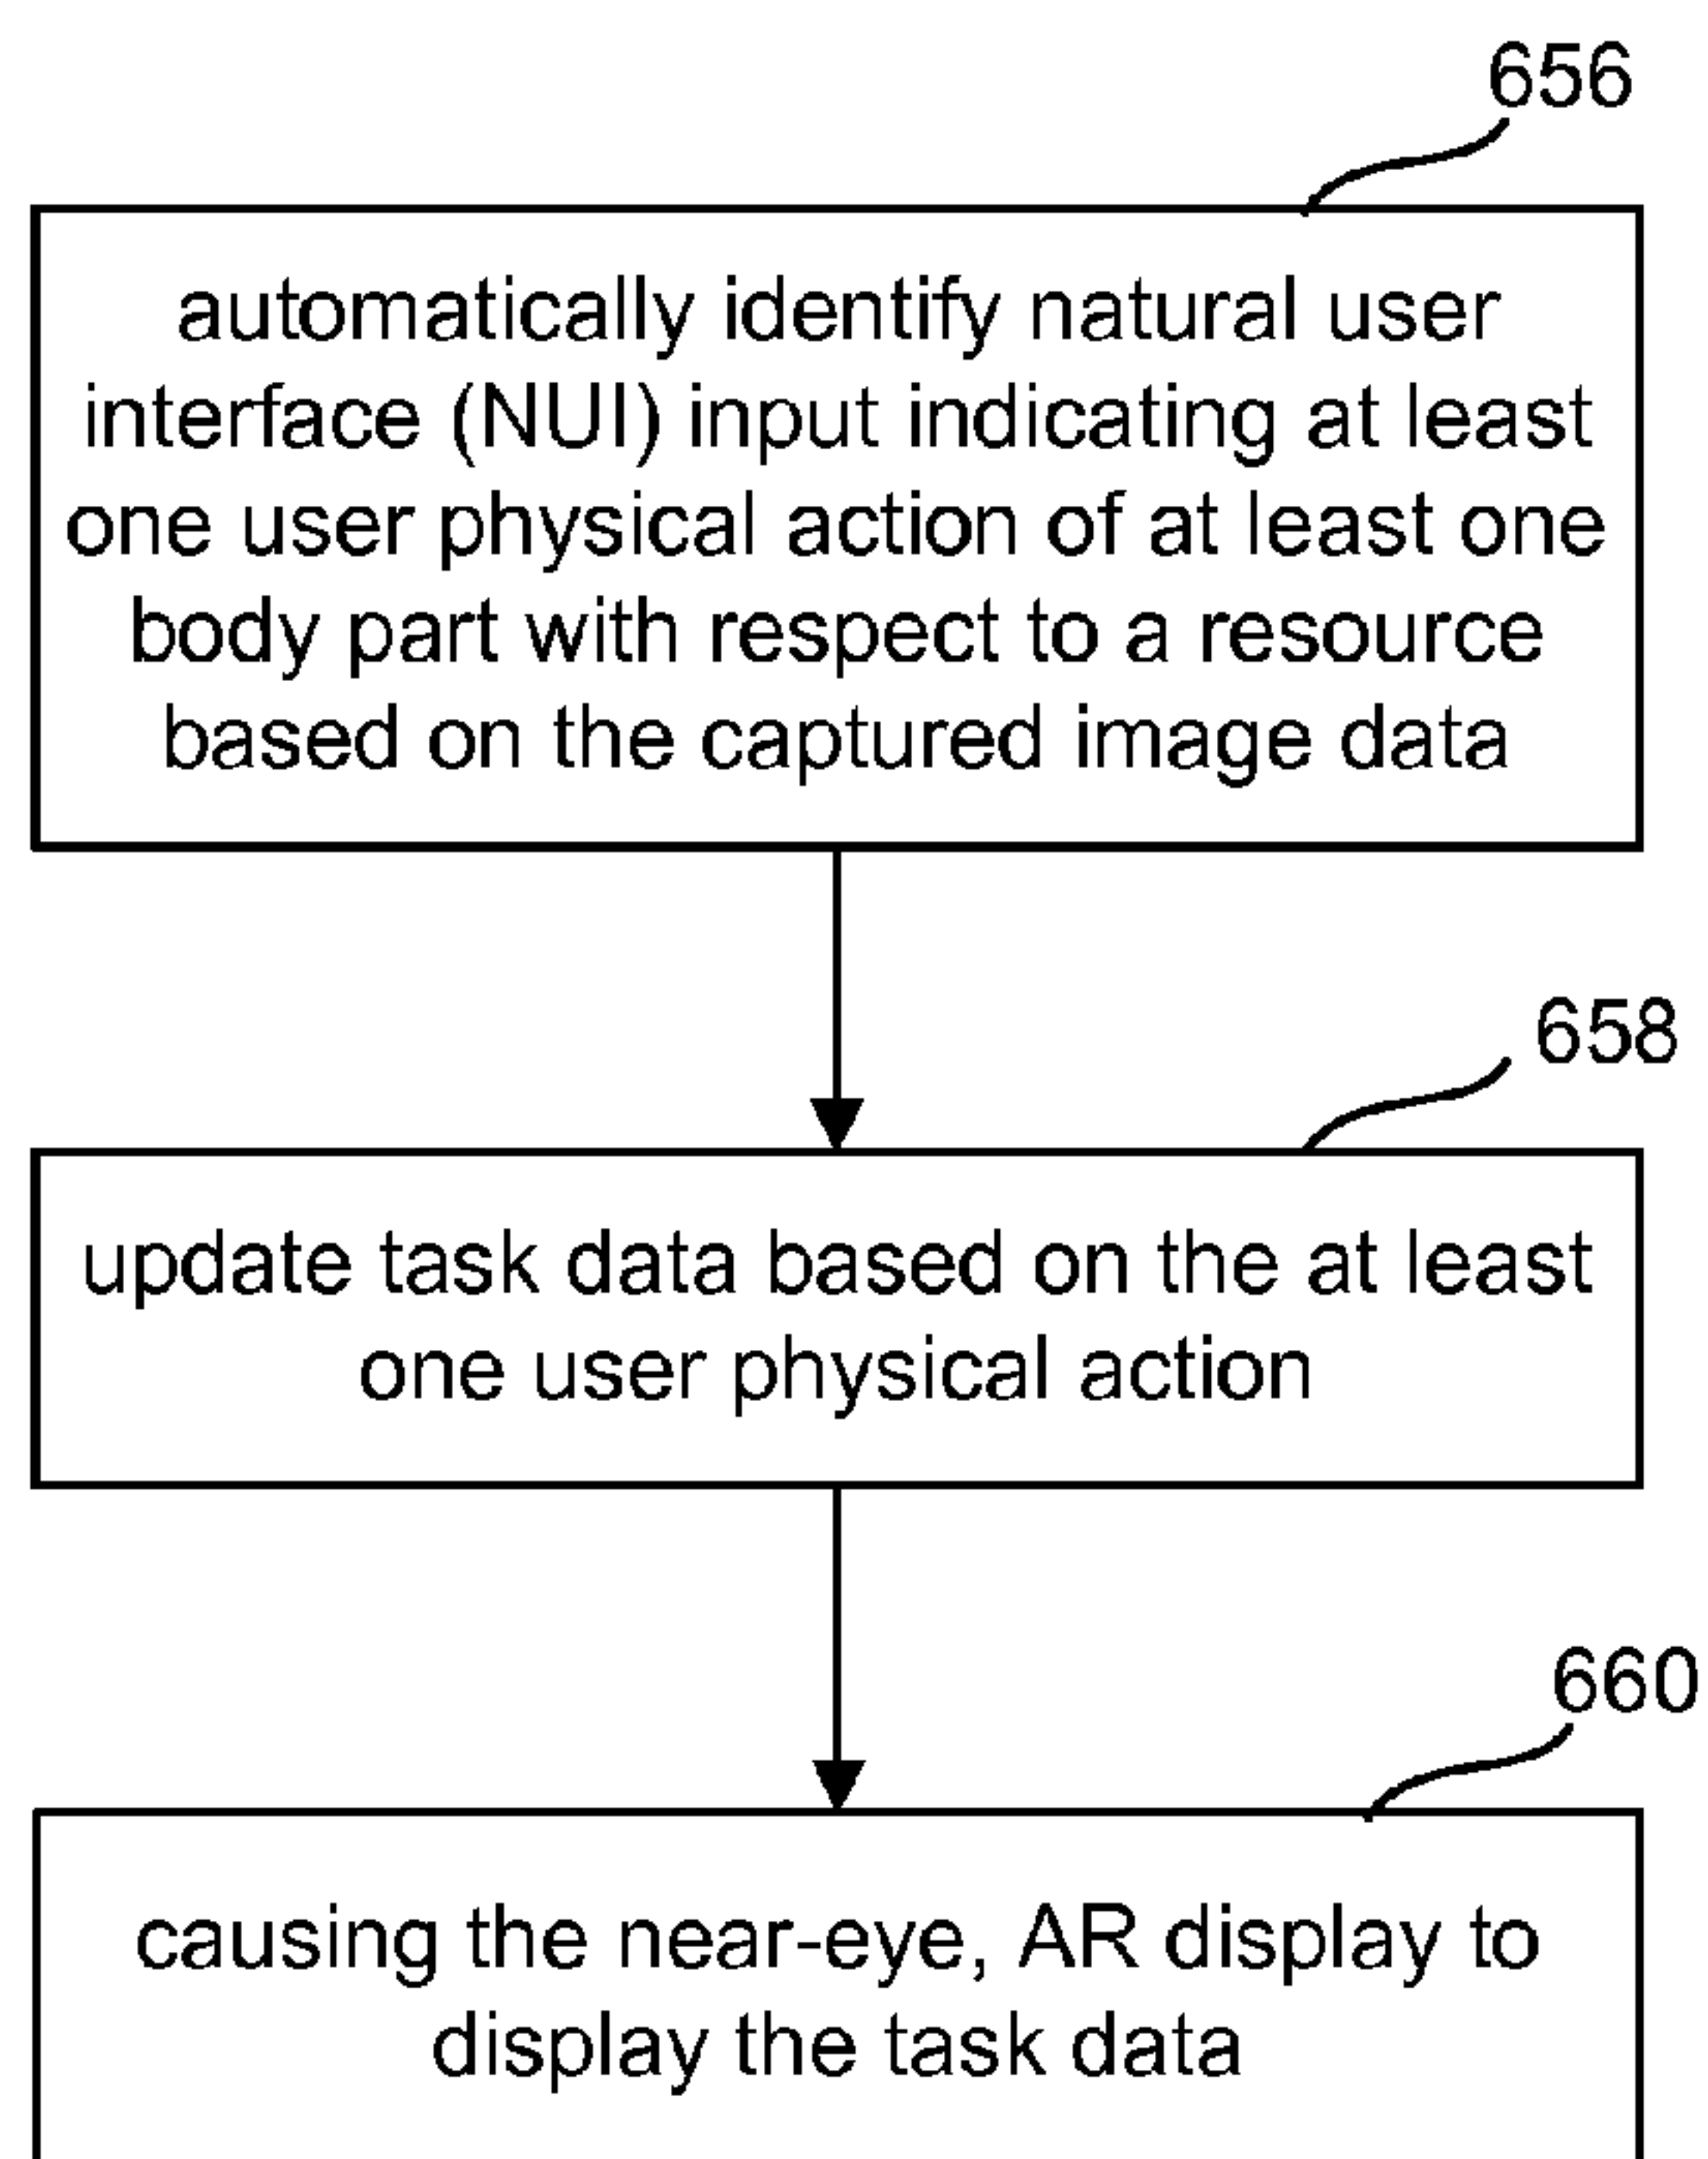 656
automatically identify natural user
interface (NUI) input indicating at least
one user physical action of at least one
body part with respect to a resource
based on the captured image data
658
update task data based on the at least
one user physical action
660
causing the near-eye, AR display to
display the task data